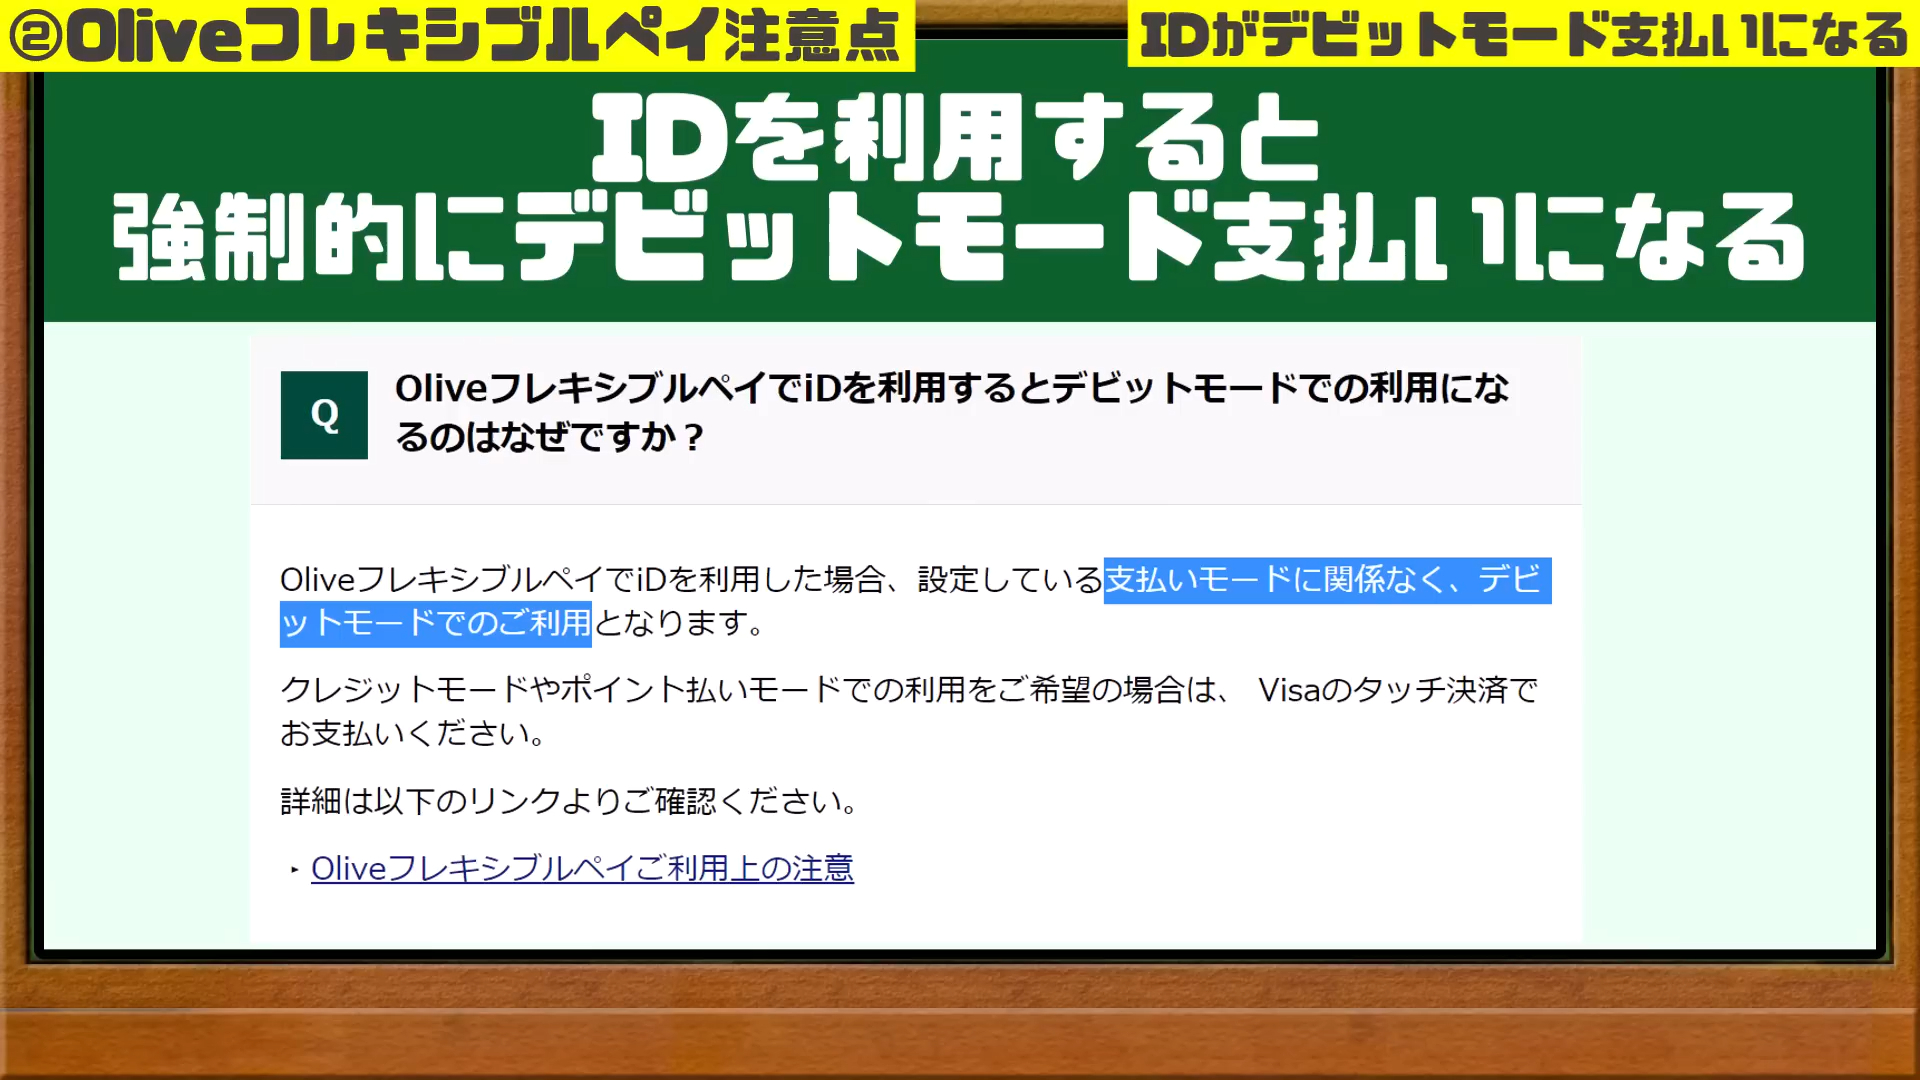 ②Oliveフレキシブルペイ注意点
IDがデビットモード支払いになる
IDを利用すると
強制的にデビットモード支払いになる
Q
OliveフレキシブルペイでiDを利用するとデビットモードでの利用にな
るのはなぜですか？
OliveフレキシブルペイでiDを利用した場合、設定している支払いモードに関係なく、デビ
ットモードでのご利用となります。
クレジットモードやポイント払いモードでの利用をご希望の場合は、 Visaのタッチ決済で
お支払いください。
詳細は以下のリンクよりご確認ください。
‣ Oliveフレキシブルペイご利用上の注意